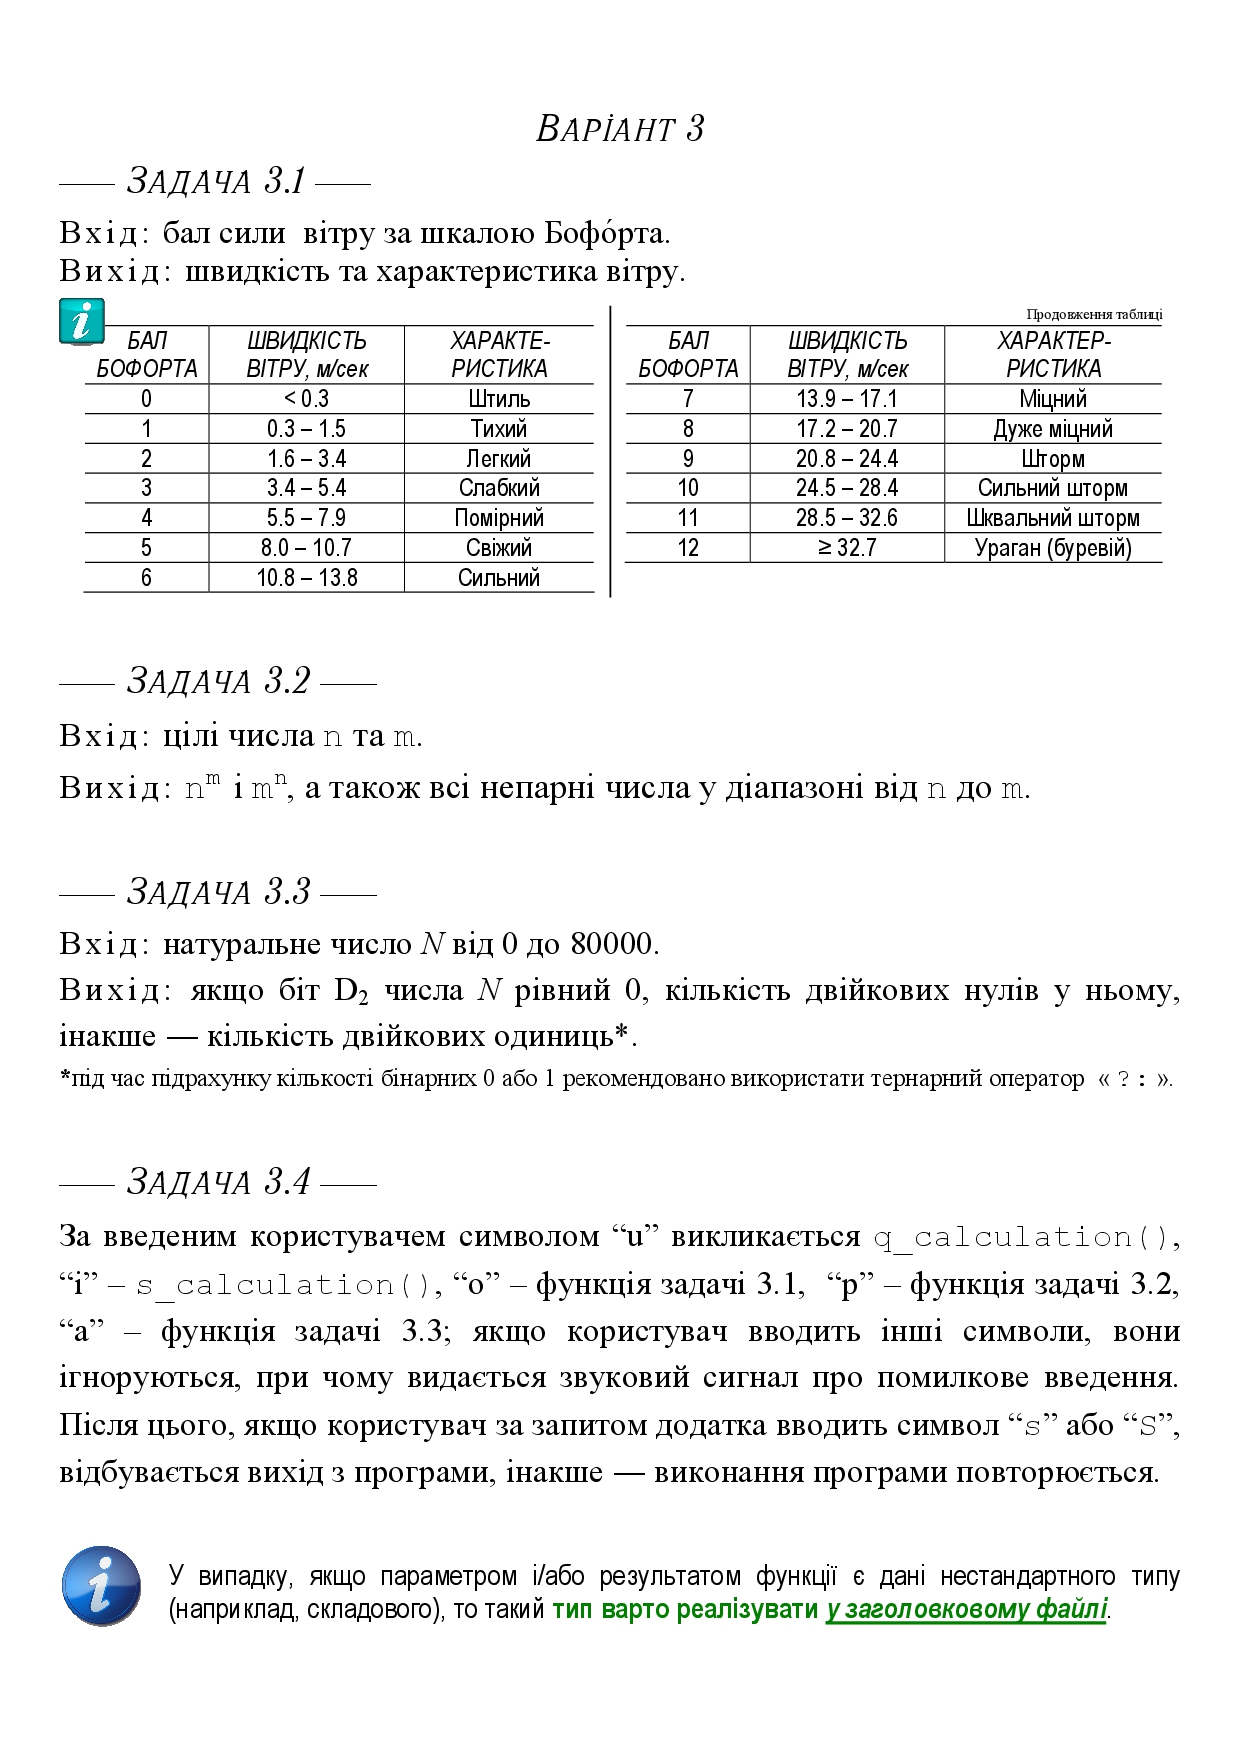 ВАРІАНТ 3
ЗАДАЧА 3.1
Вхід: бал сили вітру за шкалою Бофо́рта.
Вихід: швидкість та характеристика вітру.
БАЛ БОФОРТА ШВИДКІСТЬ ВІТРУ, м/сек ХАРАКТЕ-РИСТИКА
0 < 0.3 Штиль
1 0.3 – 1.5 Тихий
2 1.6 – 3.4 Легкий
3 3.4 – 5.4 Слабкий
4 5.5 – 7.9 Помірний
5 8.0 – 10.7 Свіжий
6 10.8 – 13.8 Сильний
Продовження таблиці
БАЛ БОФОРТА ШВИДКІСТЬ ВІТРУ, м/сек ХАРАКТЕР-РИСТИКА
7 13.9 – 17.1 Міцний
8 17.2 – 20.7 Дуже міцний
9 20.8 – 24.4 Шторм
10 24.5 – 28.4 Сильний шторм
11 28.5 – 32.6 Шквальний шторм
12 ≥ 32.7 Ураган (буревій)
ЗАДАЧА 3.2
Вхід: цілі числа n та m.
Вихід: nᵐ і mⁿ, а також всі непарні числа у діапазоні від n до m.
ЗАДАЧА 3.3
Вхід: натуральне число N від 0 до 80000.
Вихід: якщо біт D₂ числа N рівний 0, кількість двійкових нулів у ньому,
інакше — кількість двійкових одиниць*.
*під час підрахунку кількості бінарних 0 або 1 рекомендовано використати тернарний оператор « ?: ».
ЗАДАЧА 3.4
За введеним користувачем символом “u” викликається q_calculation(),
“i” – s_calculation(), “o” – функція задачі 3.1, “p” – функція задачі 3.2,
“a” – функція задачі 3.3; якщо користувач вводить інші символи, вони
ігноруються, при чому видається звуковий сигнал про помилкове введення.
Після цього, якщо користувач за запитом додатка вводить символ “s” або “S”,
відбувається вихід з програми, інакше — виконання програми повторюється.
У випадку, якщо параметром і/або результатом функції є дані нестандартного типу
(наприклад, складового), то такий тип варто реалізувати у заголовковому файлі.